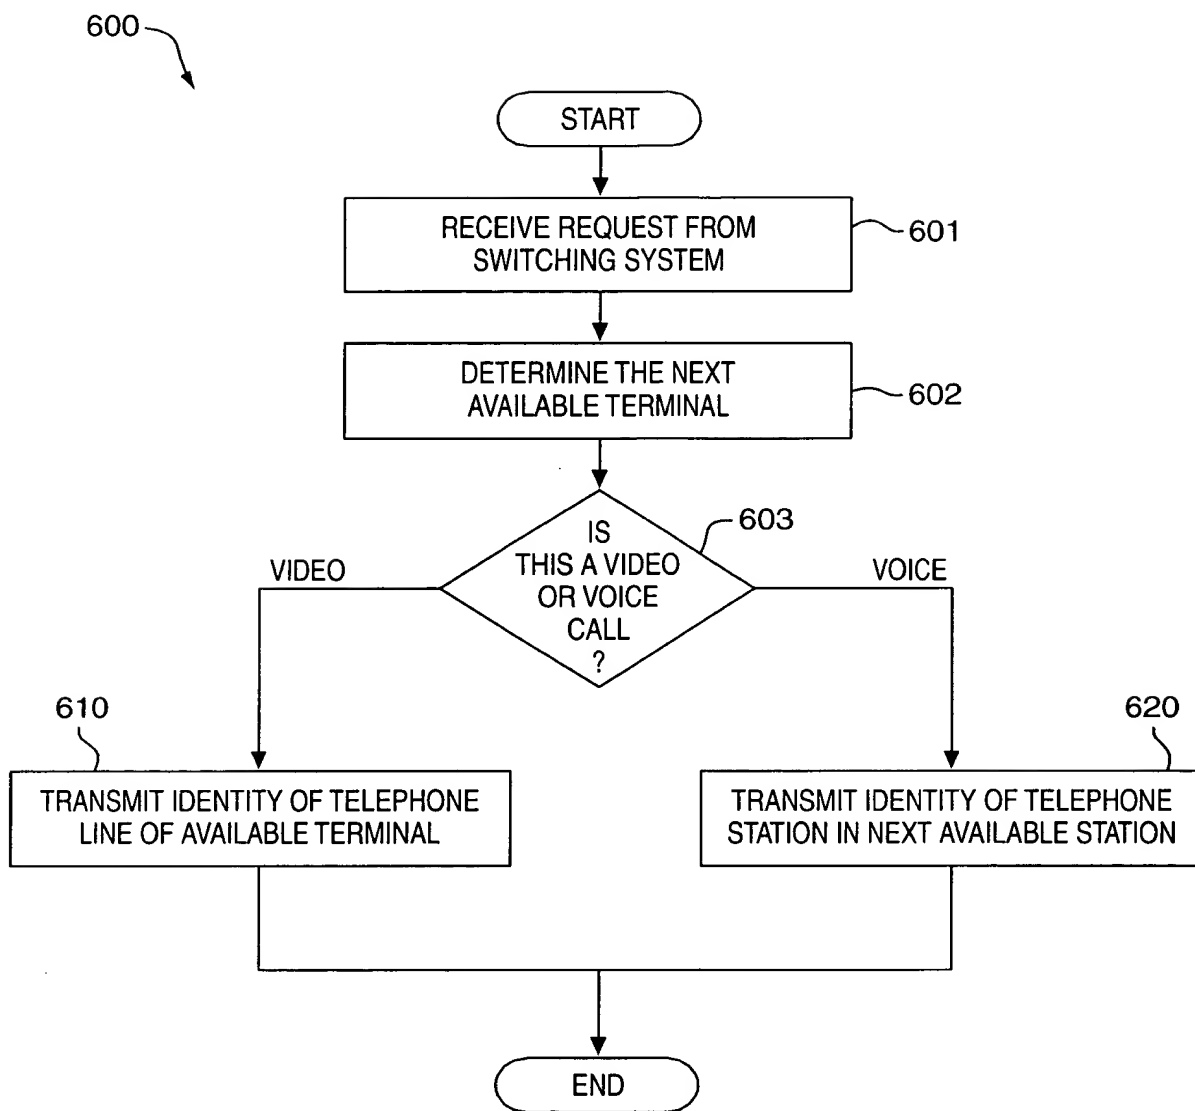 600
START
RECEIVE REQUEST FROM
SWITCHING SYSTEM
601
DETERMINE THE NEXT
AVAILABLE TERMINAL
602
IS
THIS A VIDEO
OR VOICE
CALL
?
603
VIDEO
VOICE
610
TRANSMIT IDENTITY OF TELEPHONE
LINE OF AVAILABLE TERMINAL
620
TRANSMIT IDENTITY OF TELEPHONE
STATION IN NEXT AVAILABLE STATION
END